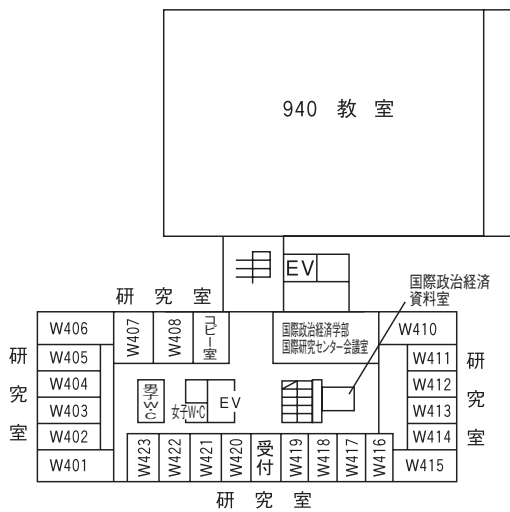 940 教 室
EV
国際政治経済
資料室
研 究 室
W406
W407
W408
コピー室
国際政治経済学部
国際研究センター会議室
W410
研究室
W405
W404
W403
W402
W401
男子W・C
女子W・C
EV
W411
W412
W413
W414
W415
研究室
W423
W422
W421
W420
受付
W419
W418
W417
W416
研 究 室